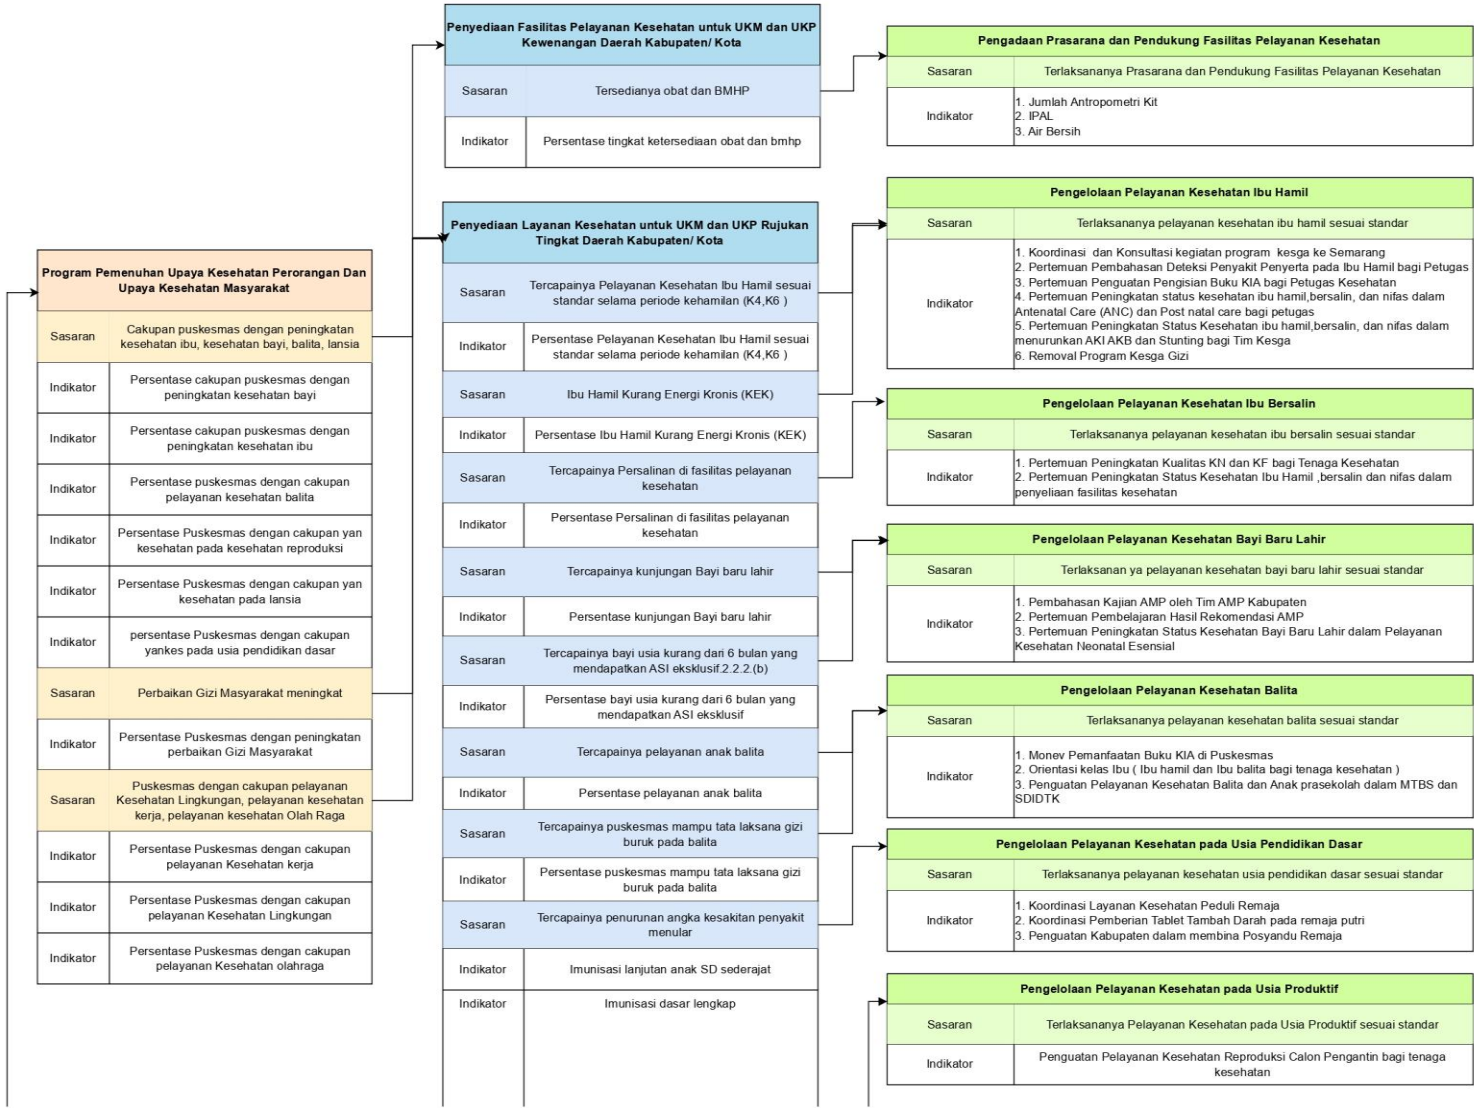 Program Pemenuhan Upaya Kesehatan Perorangan Dan
Upaya Kesehatan Masyarakat
Sasaran
Cakupan puskesmas dengan peningkatan
kesehatan ibu, kesehatan bayi, balita, lansia
Indikator
Persentase cakupan puskesmas dengan
peningkatan kesehatan bayi
Indikator
Persentase cakupan puskesmas dengan
peningkatan kesehatan ibu
Indikator
Persentase puskesmas dengan cakupan
pelayanan kesehatan balita
Indikator
Persentase Puskesmas dengan cakupan yan
kesehatan pada kesehatan reproduksi
Indikator
Persentase Puskesmas dengan cakupan yan
kesehatan pada lansia
Indikator
persentase Puskesmas dengan cakupan
yankes pada usia pendidikan dasar
Sasaran
Perbaikan Gizi Masyarakat meningkat
Indikator
Persentase Puskesmas dengan peningkatan
perbaikan Gizi Masyarakat
Sasaran
Puskesmas dengan cakupan pelayanan
Kesehatan Lingkungan, pelayanan kesehatan
kerja, pelayanan kesehatan Olah Raga
Indikator
Persentase Puskesmas dengan cakupan
pelayanan Kesehatan kerja
Indikator
Persentase Puskesmas dengan cakupan
pelayanan Kesehatan Lingkungan
Indikator
Persentase Puskesmas dengan cakupan
pelayanan Kesehatan olahraga
Penyediaan Fasilitas Pelayanan Kesehatan untuk UKM dan UKP
Kewenangan Daerah Kabupaten/ Kota
Sasaran
Tersedianya obat dan BMHP
Indikator
Persentase tingkat ketersediaan obat dan bmhp
Penyediaan Layanan Kesehatan untuk UKM dan UKP Rujukan
Tingkat Daerah Kabupaten/ Kota
Sasaran
Tercapainya Pelayanan Kesehatan Ibu Hamil sesuai
standar selama periode kehamilan (K4,K6 )
Indikator
Persentase Pelayanan Kesehatan Ibu Hamil sesuai
standar selama periode kehamilan (K4,K6 )
Sasaran
Ibu Hamil Kurang Energi Kronis (KEK)
Indikator
Persentase Ibu Hamil Kurang Energi Kronis (KEK)
Sasaran
Tercapainya Persalinan di fasilitas pelayanan
kesehatan
Indikator
Persentase Persalinan di fasilitas pelayanan
kesehatan
Sasaran
Tercapainya kunjungan Bayi baru lahir
Indikator
Persentase kunjungan Bayi baru lahir
Sasaran
Tercapainya bayi usia kurang dari 6 bulan yang
mendapatkan ASI eksklusif.2.2.2.(b)
Indikator
Persentase bayi usia kurang dari 6 bulan yang
mendapatkan ASI eksklusif
Sasaran
Tercapainya pelayanan anak balita
Indikator
Persentase pelayanan anak balita
Sasaran
Tercapainya puskesmas mampu tata laksana gizi
buruk pada balita
Indikator
Persentase puskesmas mampu tata laksana gizi
buruk pada balita
Sasaran
Tercapainya penurunan angka kesakitan penyakit
menular
Indikator
Imunisasi lanjutan anak SD sederajat
Indikator
Imunisasi dasar lengkap
Pengadaan Prasarana dan Pendukung Fasilitas Pelayanan Kesehatan
Sasaran
Terlaksananya Prasarana dan Pendukung Fasilitas Pelayanan Kesehatan
Indikator
1. Jumlah Antropometri Kit
2. IPAL
3. Air Bersih
Pengelolaan Pelayanan Kesehatan Ibu Hamil
Sasaran
Terlaksananya pelayanan kesehatan ibu hamil sesuai standar
Indikator
1. Koordinasi dan Konsultasi kegiatan program kesga ke Semarang
2. Pertemuan Pembahasan Deteksi Penyakit Penyerta pada Ibu Hamil bagi Petugas
3. Pertemuan Penguatan Pengisian Buku KIA bagi Petugas Kesehatan
4. Pertemuan Peningkatan status kesehatan ibu hamil,bersalin, dan nifas dalam
Antenatal Care (ANC) dan Post natal care bagi petugas
5. Pertemuan Peningkatan Status Kesehatan ibu hamil,bersalin, dan nifas dalam
menurunkan AKI AKB dan Stunting bagi Tim Kesga
6. Removal Program Kesga Gizi
Pengelolaan Pelayanan Kesehatan Ibu Bersalin
Sasaran
Terlaksananya pelayanan kesehatan ibu bersalin sesuai standar
Indikator
1. Pertemuan Peningkatan Kualitas KN dan KF bagi Tenaga Kesehatan
2. Pertemuan Peningkatan Status Kesehatan Ibu Hamil ,bersalin dan nifas dalam
penyeliaan fasilitas kesehatan
Pengelolaan Pelayanan Kesehatan Bayi Baru Lahir
Sasaran
Terlaksanan ya pelayanan kesehatan bayi baru lahir sesuai standar
Indikator
1. Pembahasan Kajian AMP oleh Tim AMP Kabupaten
2. Pertemuan Pembelajaran Hasil Rekomendasi AMP
3. Pertemuan Peningkatan Status Kesehatan Bayi Baru Lahir dalam Pelayanan
Kesehatan Neonatal Esensial
Pengelolaan Pelayanan Kesehatan Balita
Sasaran
Terlaksananya pelayanan kesehatan balita sesuai standar
Indikator
1. Monev Pemanfaatan Buku KIA di Puskesmas
2. Orientasi kelas Ibu ( Ibu hamil dan Ibu balita bagi tenaga kesehatan )
3. Penguatan Pelayanan Kesehatan Balita dan Anak prasekolah dalam MTBS dan
SDIDTK
Pengelolaan Pelayanan Kesehatan pada Usia Pendidikan Dasar
Sasaran
Terlaksananya pelayanan kesehatan usia pendidikan dasar sesuai standar
Indikator
1. Koordinasi Layanan Kesehatan Peduli Remaja
2. Koordinasi Pemberian Tablet Tambah Darah pada remaja putri
3. Penguatan Kabupaten dalam membina Posyandu Remaja
Pengelolaan Pelayanan Kesehatan pada Usia Produktif
Sasaran
Terlaksananya Pelayanan Kesehatan pada Usia Produktif sesuai standar
Indikator
Penguatan Pelayanan Kesehatan Reproduksi Calon Pengantin bagi tenaga
kesehatan